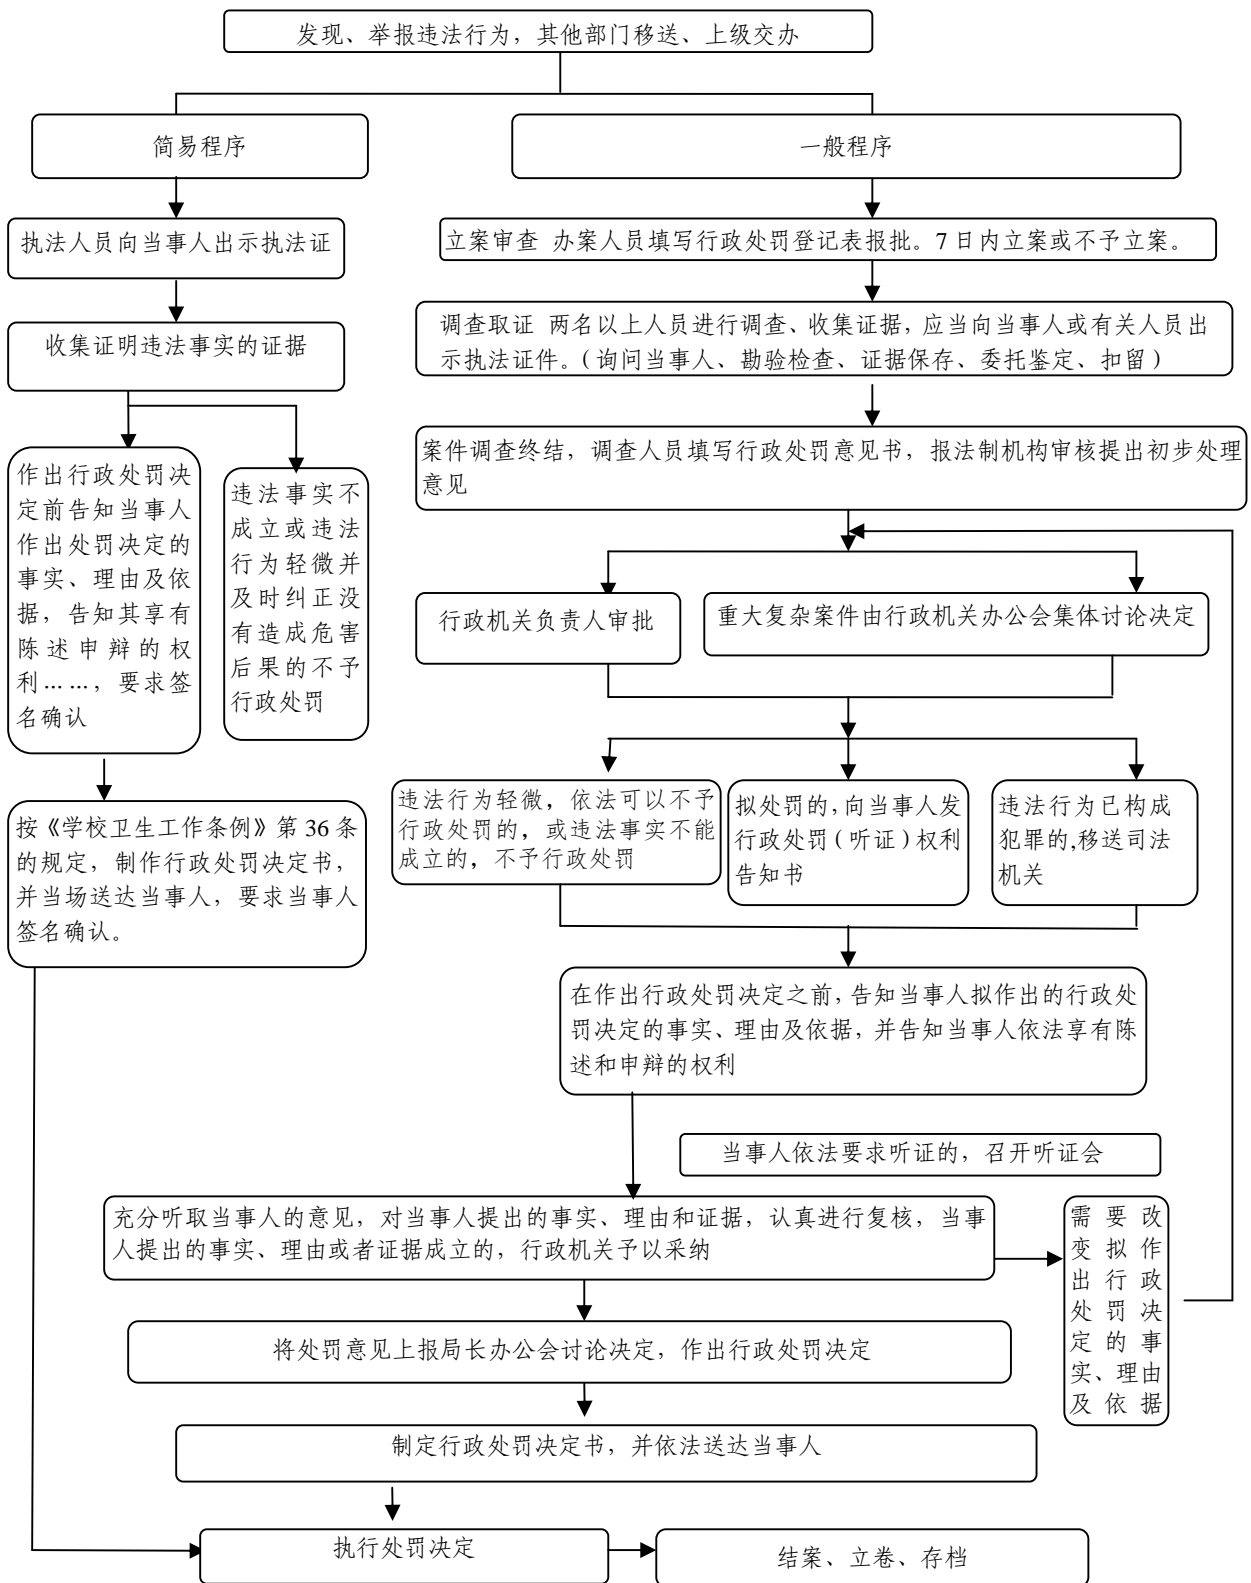 发现、举报违法行为，其他部门移送、上级交办
简易程序
一般程序
执法人员向当事人出示执法证
立案审查 办案人员填写行政处罚登记表报批。7 日内立案或不予立案。
收集证明违法事实的证据
调查取证 两名以上人员进行调查、收集证据，应当向当事人或有关人员出
示执法证件。（询问当事人、勘验检查、证据保存、委托鉴定、扣留）
案件调查终结，调查人员填写行政处罚意见书，报法制机构审核提出初步处理
意见
作出行政处罚决
定前告知当事人
作出处罚决定的
事实、理由及依
据，告知其享有
陈述申辩的权
利……，要求签
名确认
违法事实不
成立或违法
行为轻微并
及时纠正没
有造成危害
后果的不予
行政处罚
行政机关负责人审批
重大复杂案件由行政机关办公会集体讨论决定
按《学校卫生工作条例》第 36 条
的规定，制作行政处罚决定书，
并当场送达当事人，要求当事人
签名确认。
违法行为轻微，依法可以不予
行政处罚的，或违法事实不能
成立的，不予行政处罚
拟处罚的，向当事人发
行政处罚（听证）权利
告知书
违法行为已构成
犯罪的,移送司法
机关
在作出行政处罚决定之前，告知当事人拟作出的行政处
罚决定的事实、理由及依据，并告知当事人依法享有陈
述和申辩的权利
当事人依法要求听证的，召开听证会
充分听取当事人的意见，对当事人提出的事实、理由和证据，认真进行复核，当事
人提出的事实、理由或者证据成立的，行政机关予以采纳
需要改
变拟作
出行政
处罚决
定的事
实、理由
及依据
将处罚意见上报局长办公会讨论决定，作出行政处罚决定
制定行政处罚决定书，并依法送达当事人
执行处罚决定
结案、立卷、存档